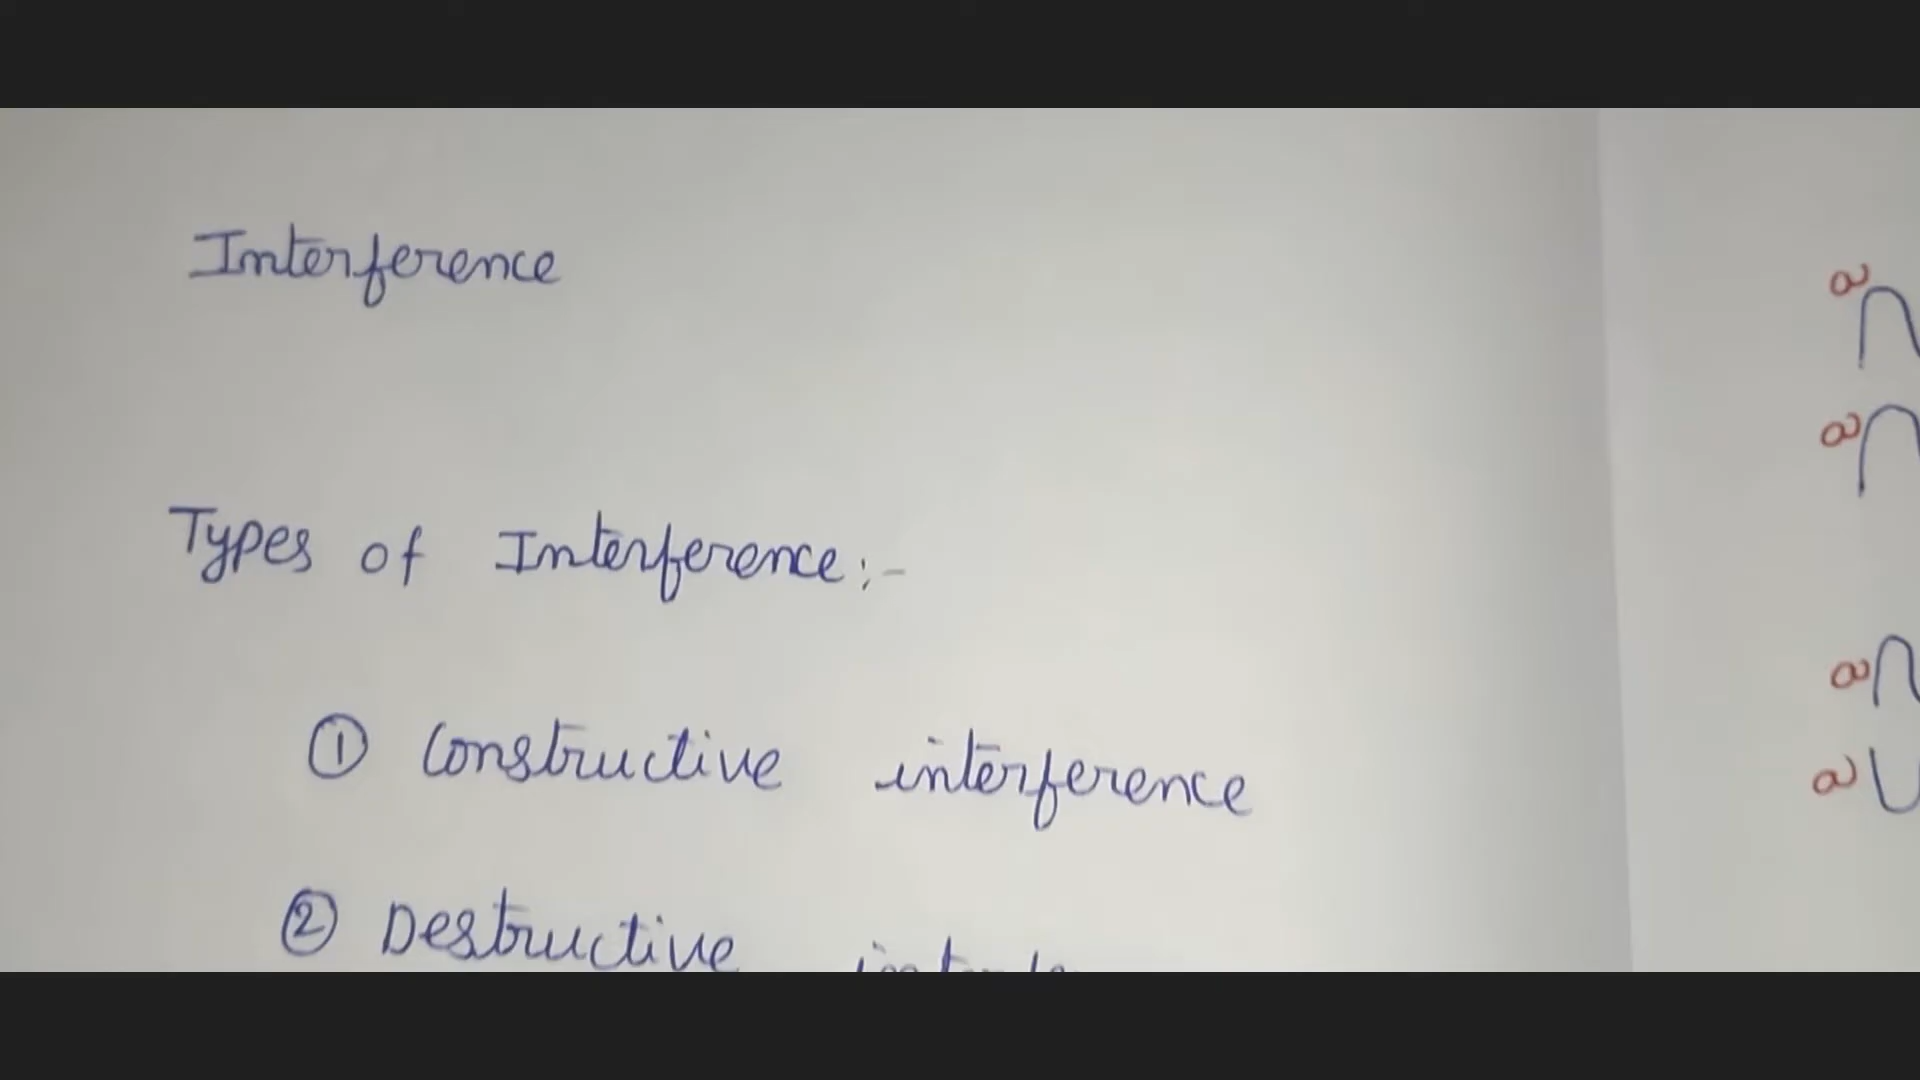 Interference
Types of Interference:-
① Constructive interference
② Destructive
a
a
a
a